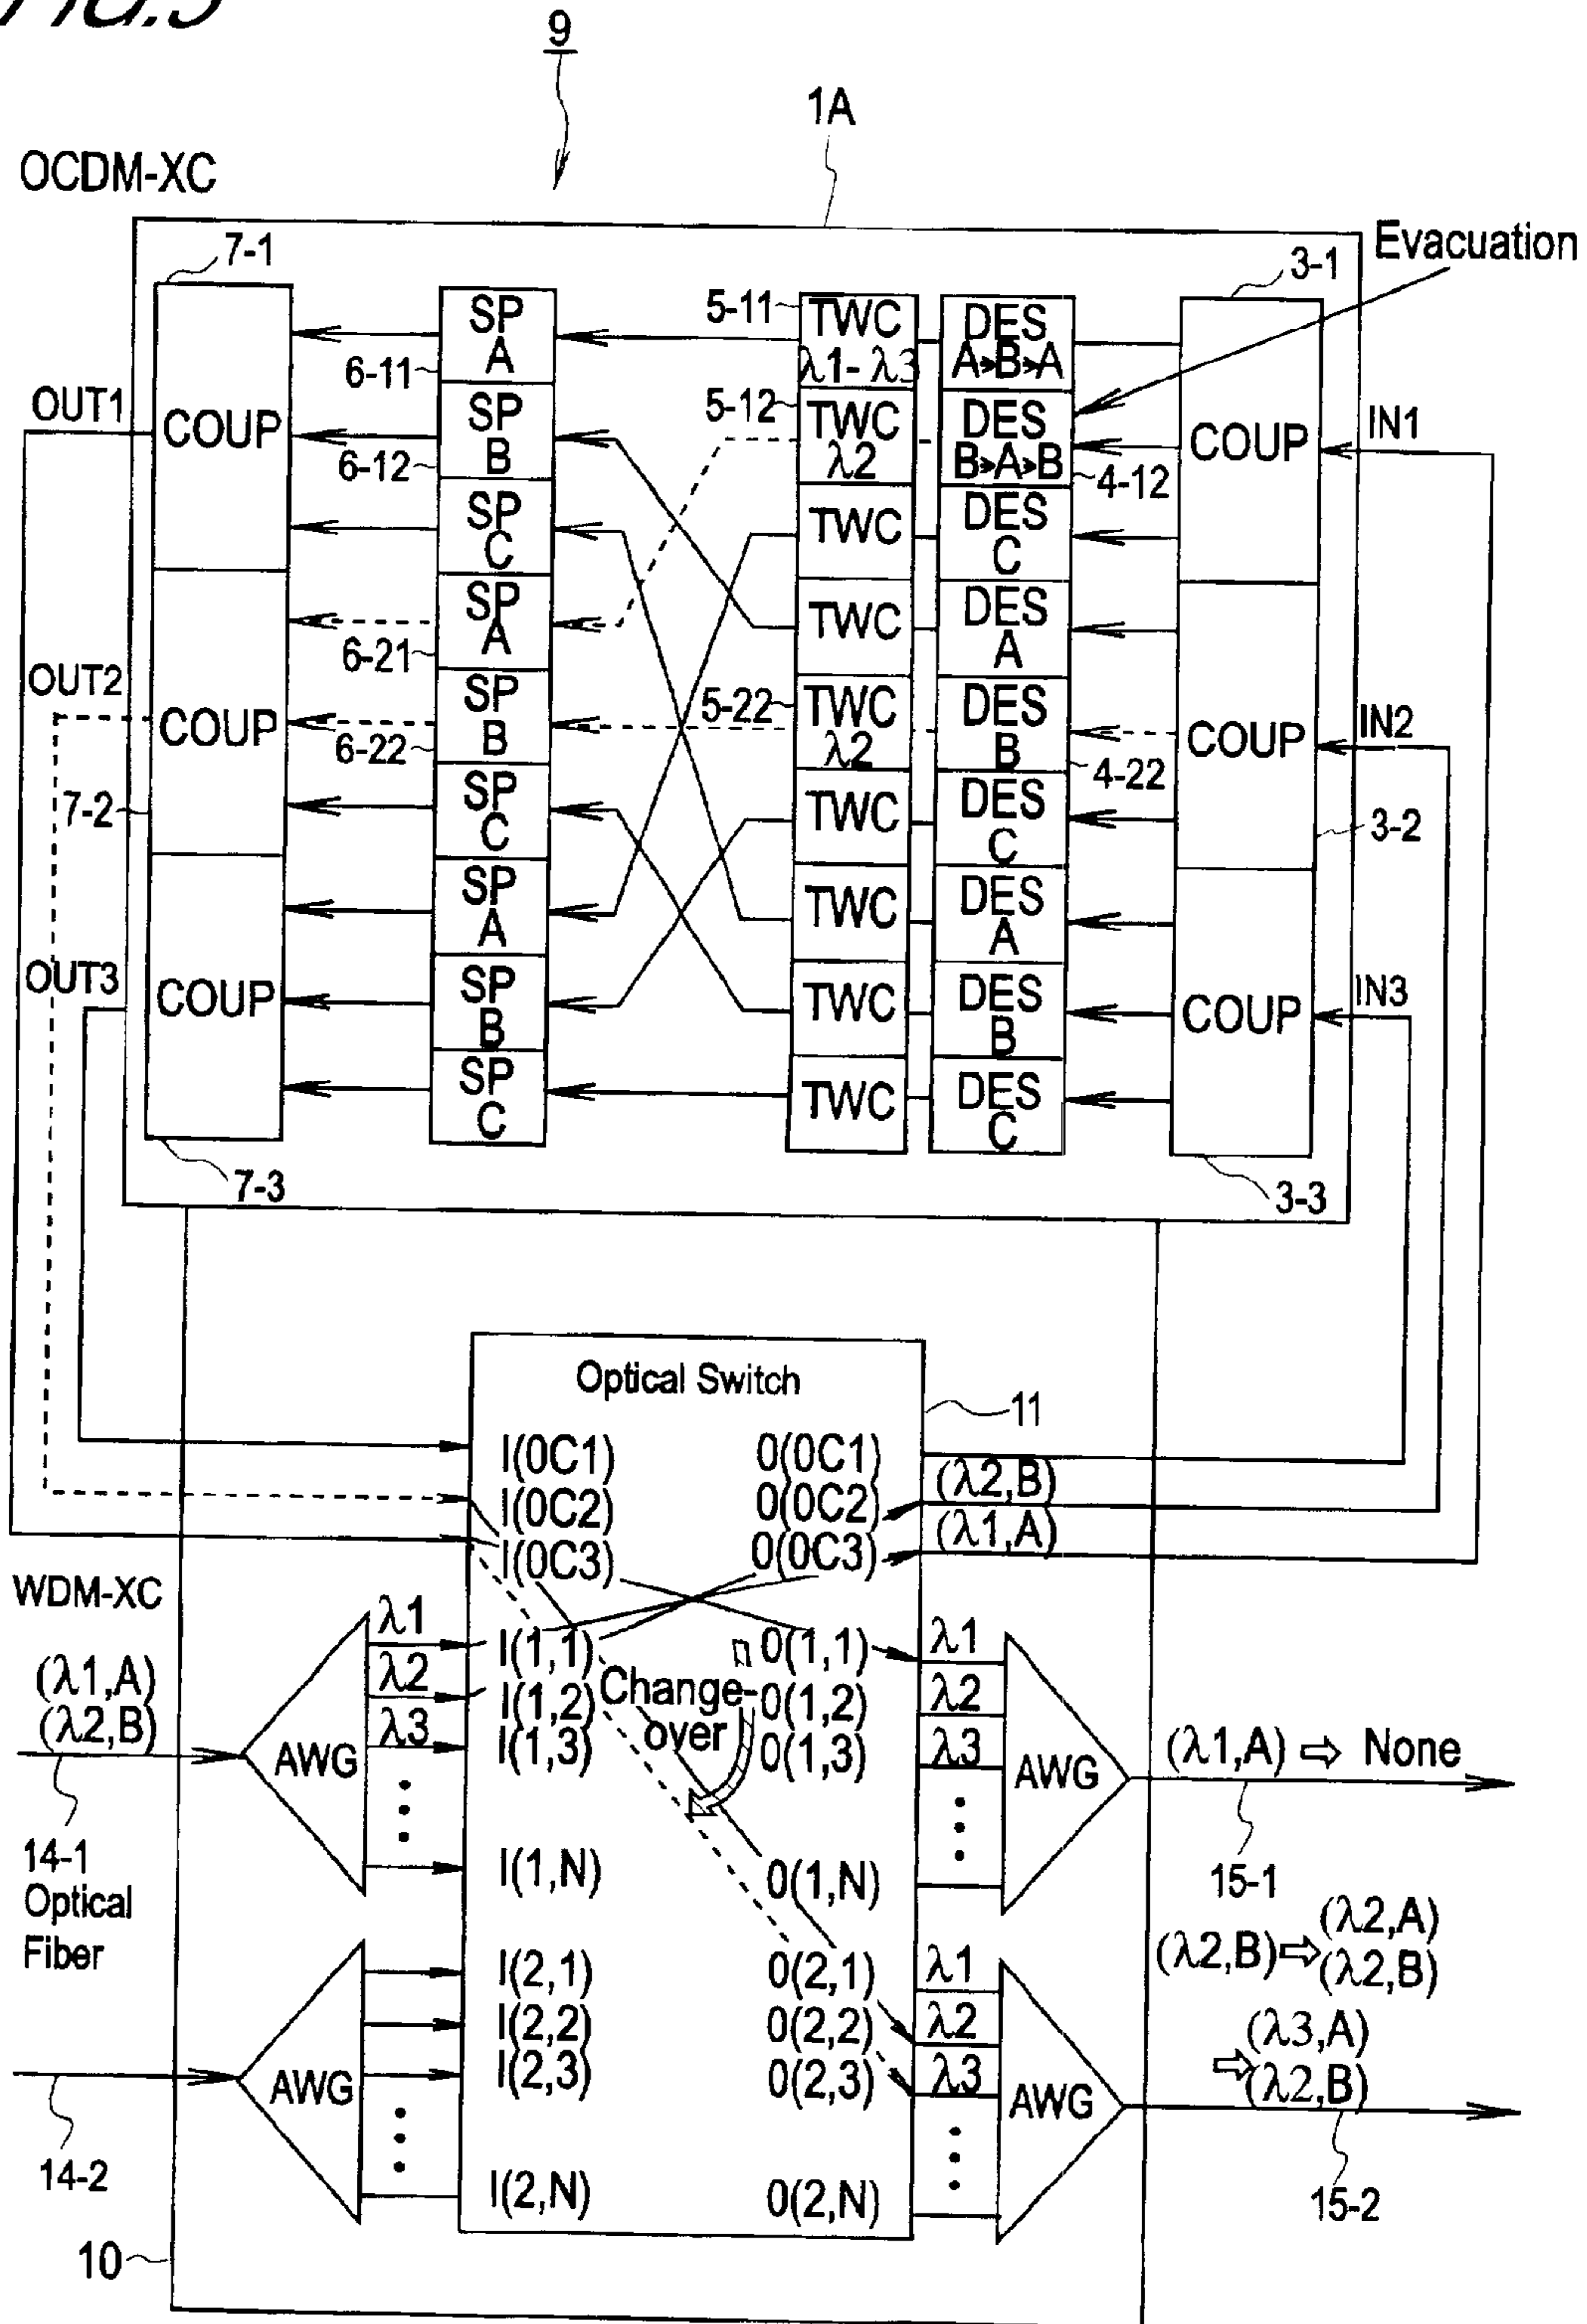 FIG.5
9
1A
OCDM-XC
7-1
3-1
Evacuation
5-11
SP
A
TWC
λ1- λ3
DES
A>B>A
6-11
OUT1
COUP
SP
B
5-12
TWC
λ2
DES
B>A>B
COUP
IN1
6-12
4-12
SP
C
TWC
DES
C
SP
A
TWC
DES
A
6-21
OUT2
COUP
SP
B
5-22
TWC
λ2
DES
B
COUP
IN2
6-22
4-22
7-2
SP
C
TWC
DES
C
3-2
SP
A
TWC
DES
A
OUT3
COUP
SP
B
TWC
DES
B
COUP
IN3
SP
C
TWC
DES
C
7-3
3-3
Optical Switch
11
I(0C1)
0(0C1)
I(0C2)
0(0C2)
(λ2,B)
I(0C3)
0(0C3)
(λ1,A)
WDM-XC
(λ1,A)
(λ2,B)
λ1
λ2
λ3
AWG
I(1,1)
I(1,2)
I(1,3)
I(1,N)
Change-
over
0(1,1)
0(1,2)
0(1,3)
0(1,N)
λ1
λ2
λ3
AWG
(λ1,A) ⇨ None
14-1
Optical
Fiber
15-1
(λ2,B)⇨(λ2,A)
(λ2,B)
I(2,1)
I(2,2)
I(2,3)
I(2,N)
0(2,1)
0(2,2)
0(2,3)
0(2,N)
λ1
λ2
λ3
AWG
AWG
⇨(λ3,A)
(λ2,B)
14-2
15-2
10